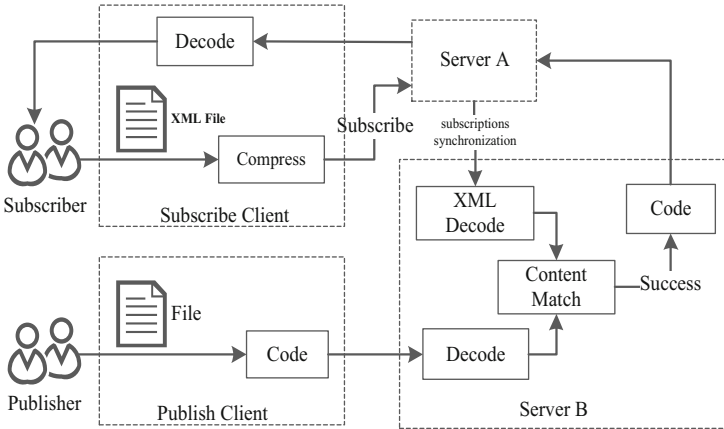 Decode
Server A
XML File
Subscribe
subscriptions
synchronization
Compress
Subscriber
Subscribe Client
XML
Decode
Code
Content
Match
Success
File
Code
Decode
Publisher
Publish Client
Server B